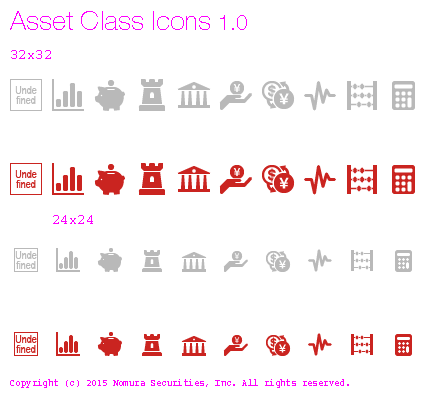 Asset Class Icons 1.0
32x32
Unde
fined
Unde
fined
24x24
Unde
fined
Unde
fined
Copyright (c) 2015 Nomura Securities, Inc. All rights reserved.